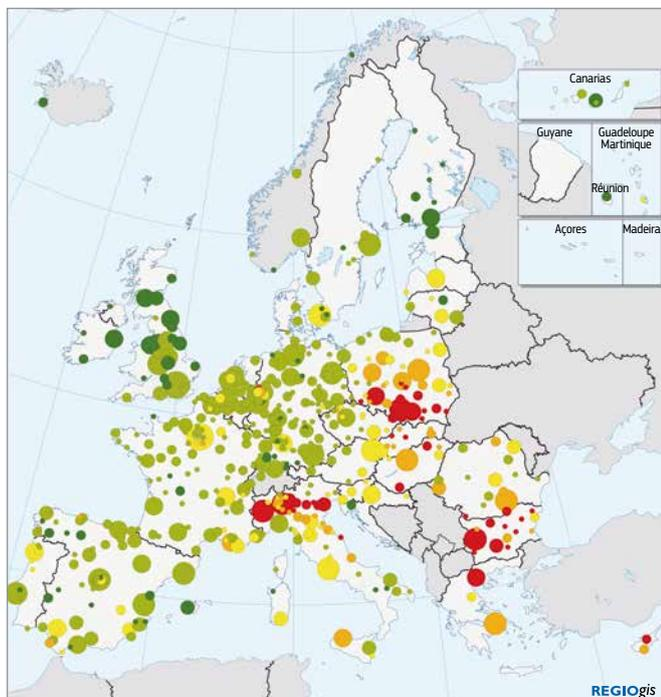 Canarias
Guyane
Guadeloupe
Martinique
Réunion
Açores
Madeira
REGIOgis